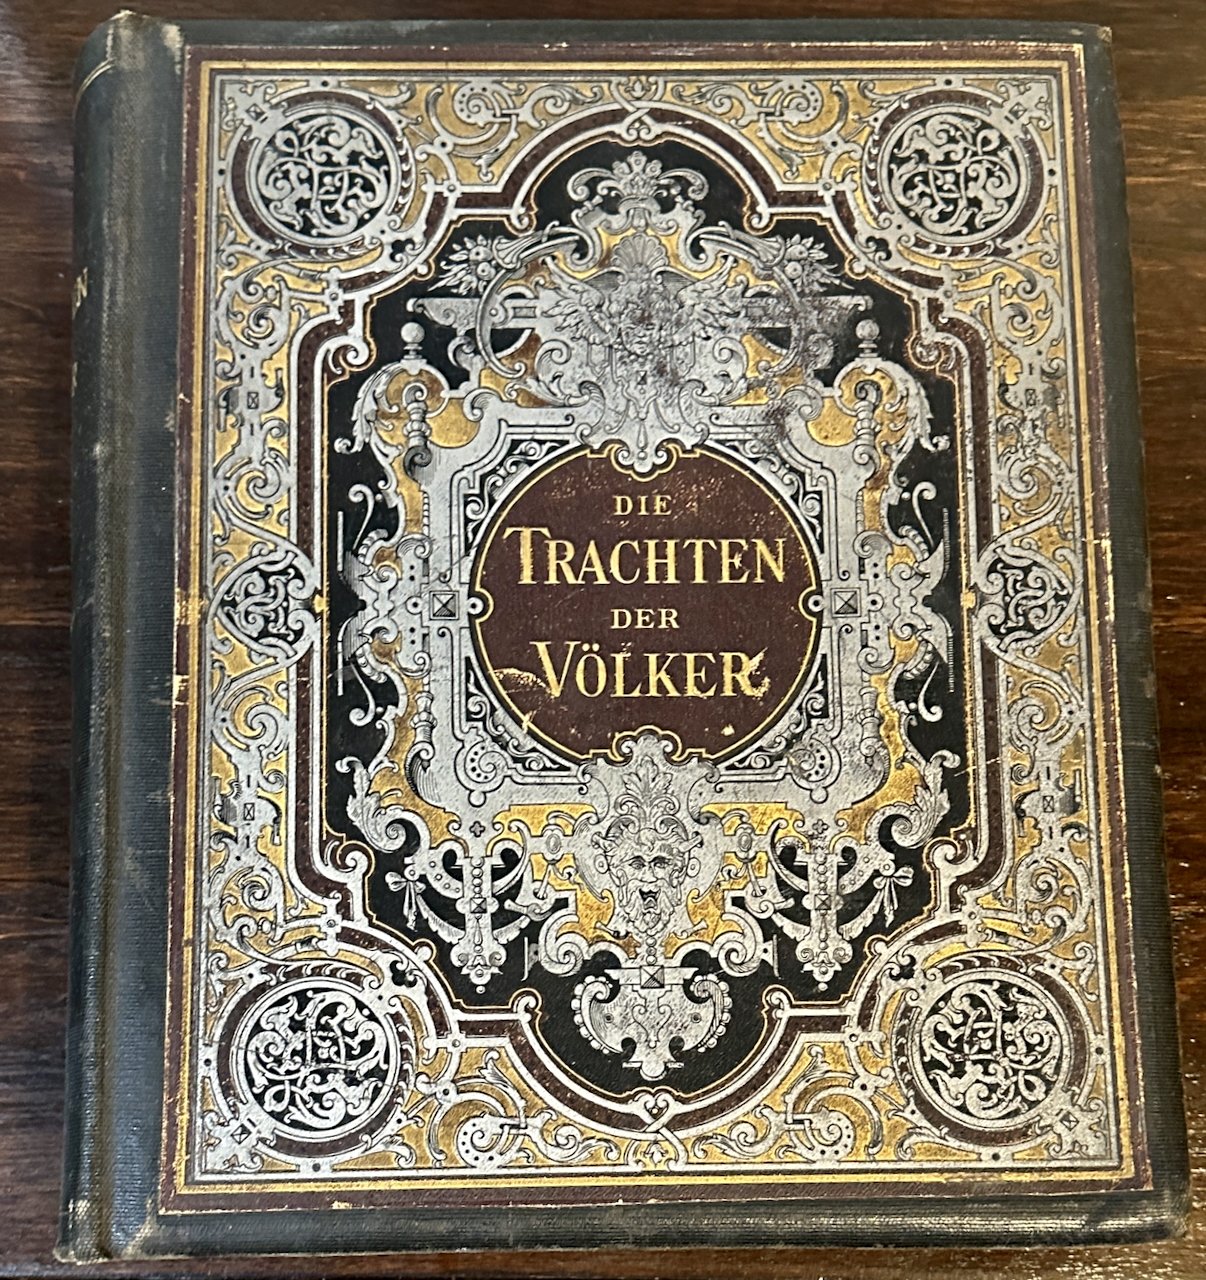 DIE
TRACHTEN
DER
VÖLKER